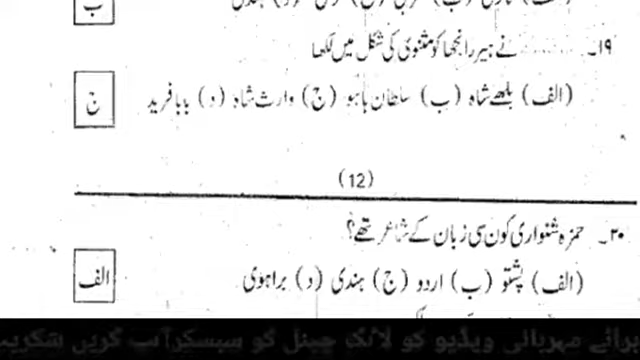 ب
۱۹۔ ........ نے ہیر رانجھا کو مثنوی کی شکل میں لکھا
(الف) بلھے شاہ (ب) سلطان باہو (ج) وارث شاہ (د) بابا فرید
ج
(12)
۲۰۔ حمزہ شنواری کون سی زبان کے شاعر تھے؟
(الف) پشتو (ب) اردو (ج) ہندی (د) براہوی
الف
برائے مہربانی ویڈیو کو لائک چینل کو سبسکرائب کریں شکریہ